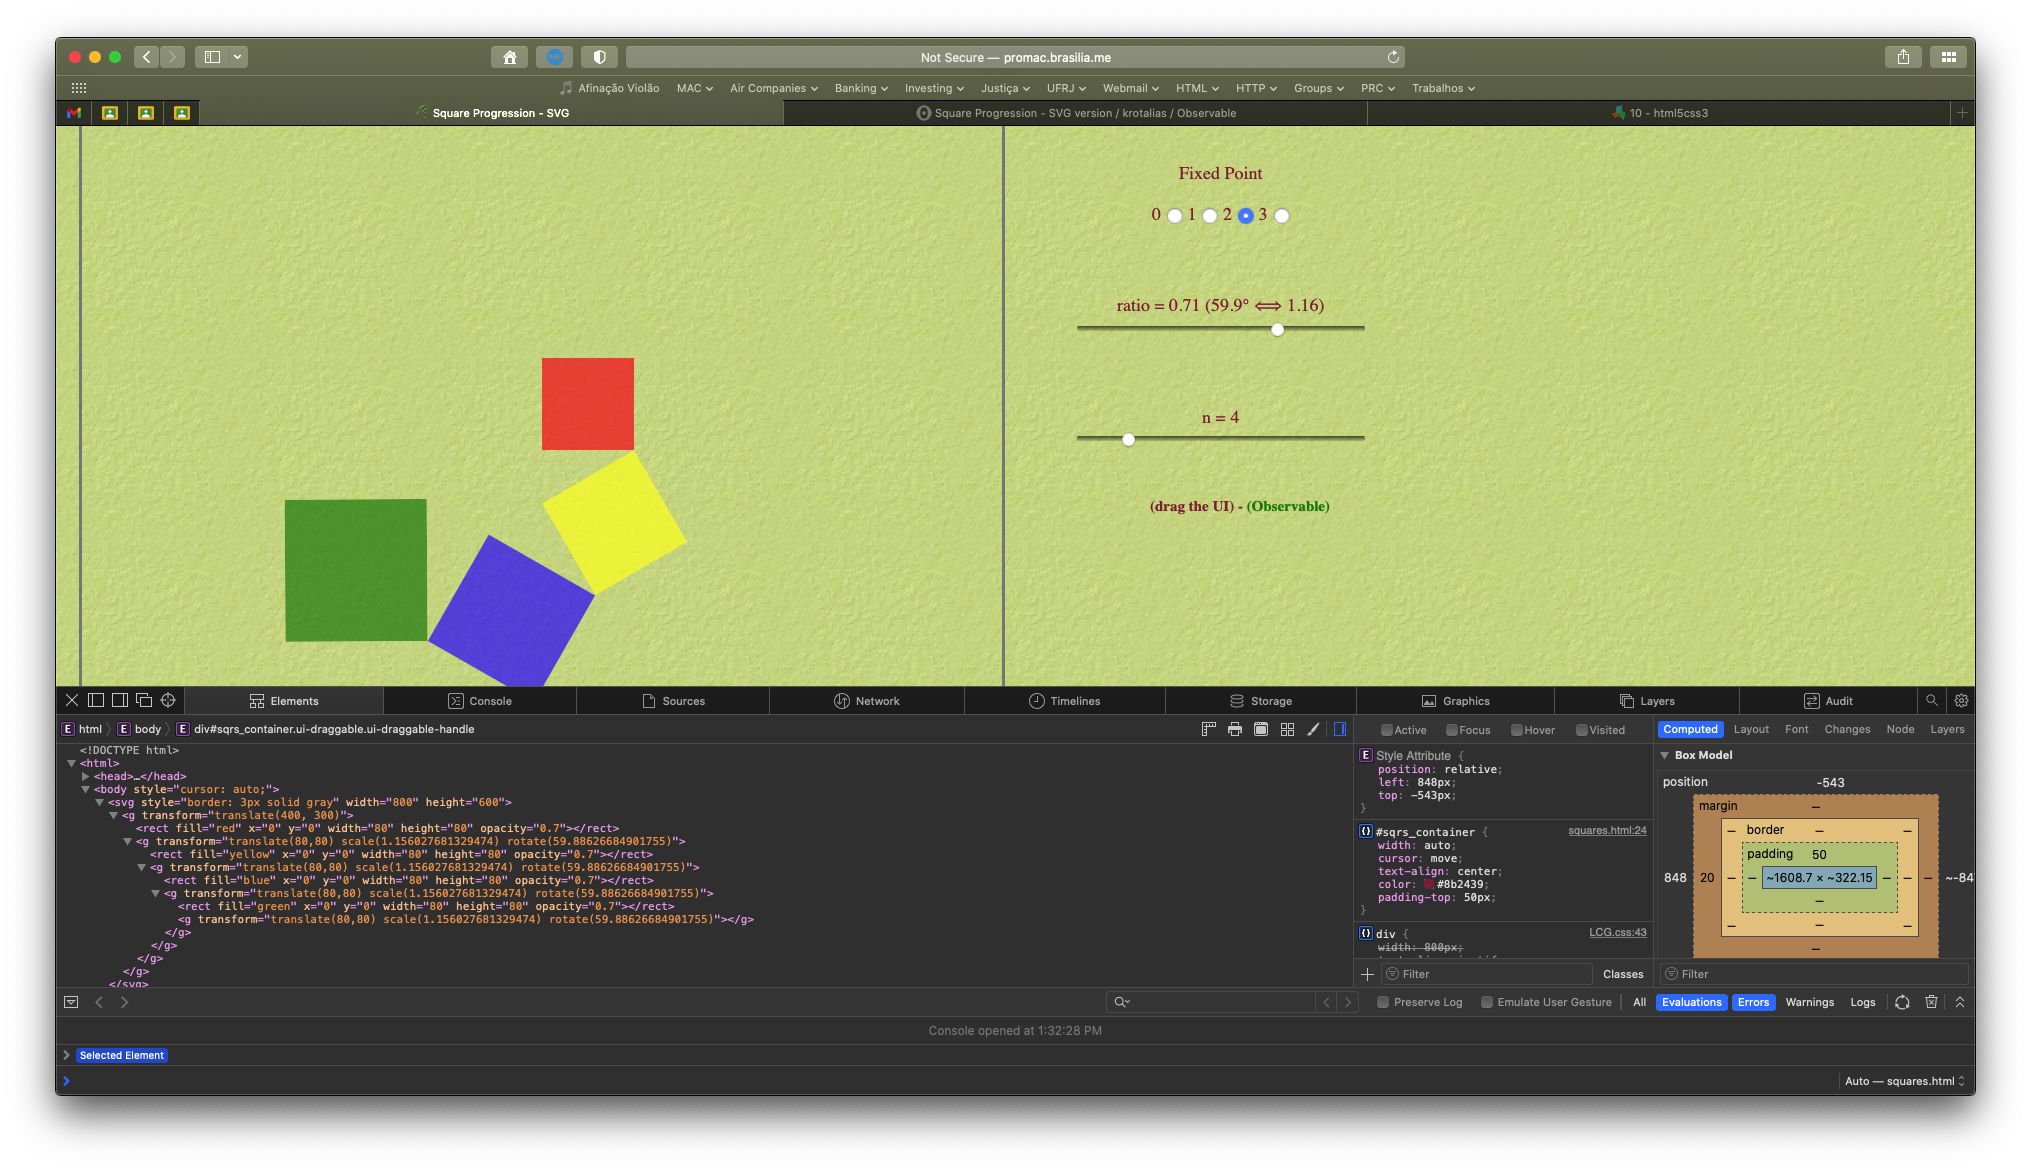 Not Secure — promac.brasilia.me
Afinação Violão MAC Air Companies Banking Investing Justiça UFRJ Webmail HTML HTTP Groups PRC Trabalhos
Square Progression - SVG
Square Progression - SVG version / krotalias / Observable
10 - html5css3
Fixed Point
0 1 2 3
ratio = 0.71 (59.9° ⟺ 1.16)
n = 4
(drag the UI) - (Observable)
Elements Console Sources Network Timelines Storage Graphics Layers Audit
E html E body E div#sqrs_container.ui-draggable.ui-draggable-handle
<!DOCTYPE html>
<html>
<head>…</head>
<body style="cursor: auto;">
<svg style="border: 3px solid gray" width="800" height="600">
<g transform="translate(400, 300)">
<rect fill="red" x="0" y="0" width="80" height="80" opacity="0.7"></rect>
<g transform="translate(80,80) scale(1.156027681329474) rotate(59.88626684901755)">
<rect fill="yellow" x="0" y="0" width="80" height="80" opacity="0.7"></rect>
<g transform="translate(80,80) scale(1.156027681329474) rotate(59.88626684901755)">
<rect fill="blue" x="0" y="0" width="80" height="80" opacity="0.7"></rect>
<g transform="translate(80,80) scale(1.156027681329474) rotate(59.88626684901755)">
<rect fill="green" x="0" y="0" width="80" height="80" opacity="0.7"></rect>
<g transform="translate(80,80) scale(1.156027681329474) rotate(59.88626684901755)"></g>
</g>
</g>
</g>
</g>
</svg>
Active Focus Hover Visited
E Style Attribute {
position: relative;
left: 848px;
top: -543px;
}
#sqrs_container { squares.html:24
width: auto;
cursor: move;
text-align: center;
color: #8b2439;
padding-top: 50px;
}
div { LCG.css:43
width: 800px;
Filter Classes
Computed Layout Font Changes Node Layers
Box Model
position -543
margin –
border –
padding 50
848 20 – – ~1608.7 × ~322.15 – – – ~-84
–
–
–
Filter
Preserve Log Emulate User Gesture All Evaluations Errors Warnings Logs
Console opened at 1:32:28 PM
Selected Element
Auto — squares.html